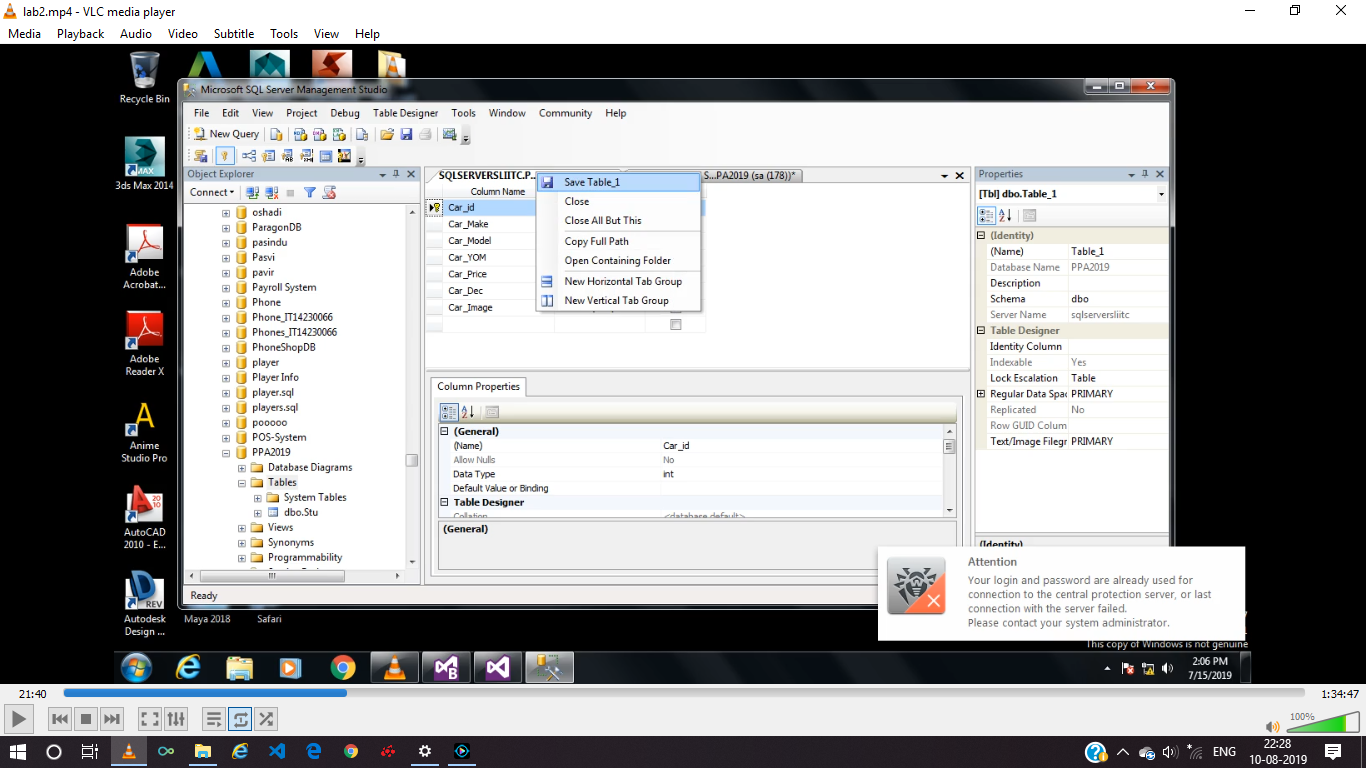 lab2.mp4 - VLC media player
Media Playback Audio Video Subtitle Tools View Help
Recycle Bin
Microsoft SQL Server Management Studio
File Edit View Project Debug Table Designer Tools Window Community Help
New Query
Object Explorer
Connect
oshadi
ParagonDB
pasindu
Pasvi
pavir
Payroll System
Phone
Phone_IT14230066
Phones_IT14230066
PhoneShopDB
player
Player Info
player.sql
players.sql
pooooo
POS-System
PPA2019
Database Diagrams
Tables
System Tables
dbo.Stu
Views
Synonyms
Programmability
Ready
SQLSERVERSLIITC.P...
S...PA2019 (sa (178))*
Column Name
Car_id
Car_Make
Car_Model
Car_YOM
Car_Price
Car_Dec
Car_Image
Save Table_1
Close
Close All But This
Copy Full Path
Open Containing Folder
New Horizontal Tab Group
New Vertical Tab Group
Column Properties
(General)
(Name) Car_id
Allow Nulls No
Data Type int
Default Value or Binding
Table Designer
Collation <database default>
(General)
Properties
[Tbl] dbo.Table_1
(Identity)
(Name) Table_1
Database Name PPA2019
Description
Schema dbo
Server Name sqlserversliitc
Table Designer
Identity Column
Indexable Yes
Lock Escalation Table
Regular Data Spac PRIMARY
Replicated No
Row GUID Colum
Text/Image Filegr PRIMARY
(Identity)
3ds Max 2014
Adobe
Acrobat...
Adobe
Reader X
Anime
Studio Pro
AutoCAD
2010 - E...
Autodesk
Design ...
Maya 2018
Safari
Attention
Your login and password are already used for
connection to the central protection server, or last
connection with the server failed.
Please contact your system administrator.
This copy of Windows is not genuine
2:06 PM
7/15/2019
21:40
1:34:47
100%
ENG
22:28
10-08-2019